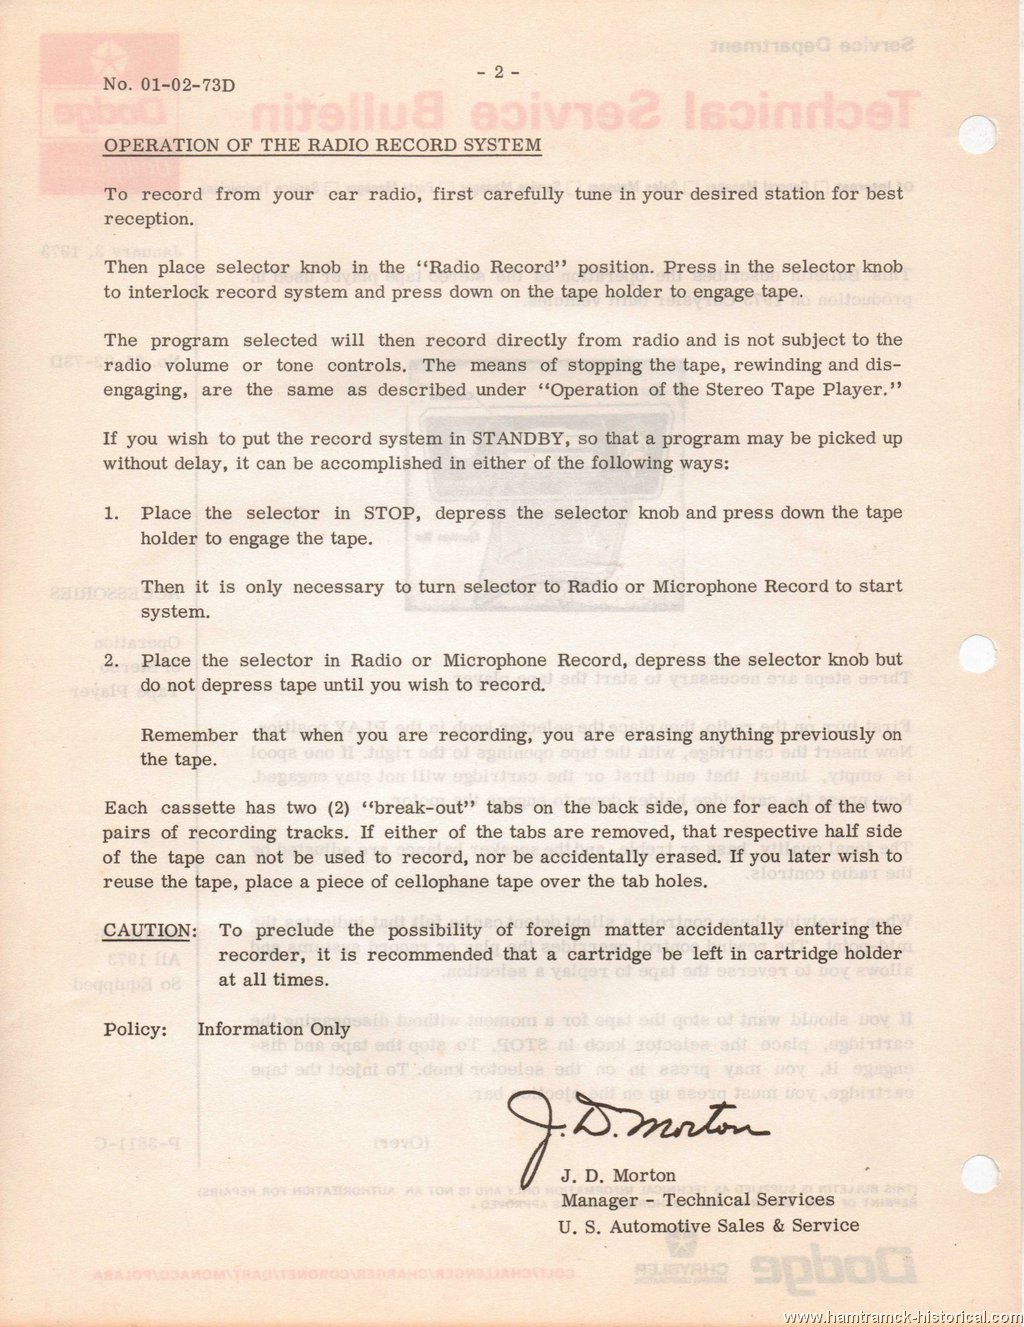 - 2 -
No. 01-02-73D
OPERATION OF THE RADIO RECORD SYSTEM
To record from your car radio, first carefully tune in your desired station for best
reception.
Then place selector knob in the “Radio Record” position. Press in the selector knob
to interlock record system and press down on the tape holder to engage tape.
The program selected will then record directly from radio and is not subject to the
radio volume or tone controls. The means of stopping the tape, rewinding and dis-
engaging, are the same as described under “Operation of the Stereo Tape Player.”
If you wish to put the record system in STANDBY, so that a program may be picked up
without delay, it can be accomplished in either of the following ways:
1. Place the selector in STOP, depress the selector knob and press down the tape
holder to engage the tape.
Then it is only necessary to turn selector to Radio or Microphone Record to start
system.
2. Place the selector in Radio or Microphone Record, depress the selector knob but
do not depress tape until you wish to record.
Remember that when you are recording, you are erasing anything previously on
the tape.
Each cassette has two (2) “break-out” tabs on the back side, one for each of the two
pairs of recording tracks. If either of the tabs are removed, that respective half side
of the tape can not be used to record, nor be accidentally erased. If you later wish to
reuse the tape, place a piece of cellophane tape over the tab holes.
CAUTION: To preclude the possibility of foreign matter accidentally entering the
recorder, it is recommended that a cartridge be left in cartridge holder
at all times.
Policy: Information Only
J. D. Morton
J. D. Morton
Manager - Technical Services
U. S. Automotive Sales & Service
www.hamtramck-historical.com